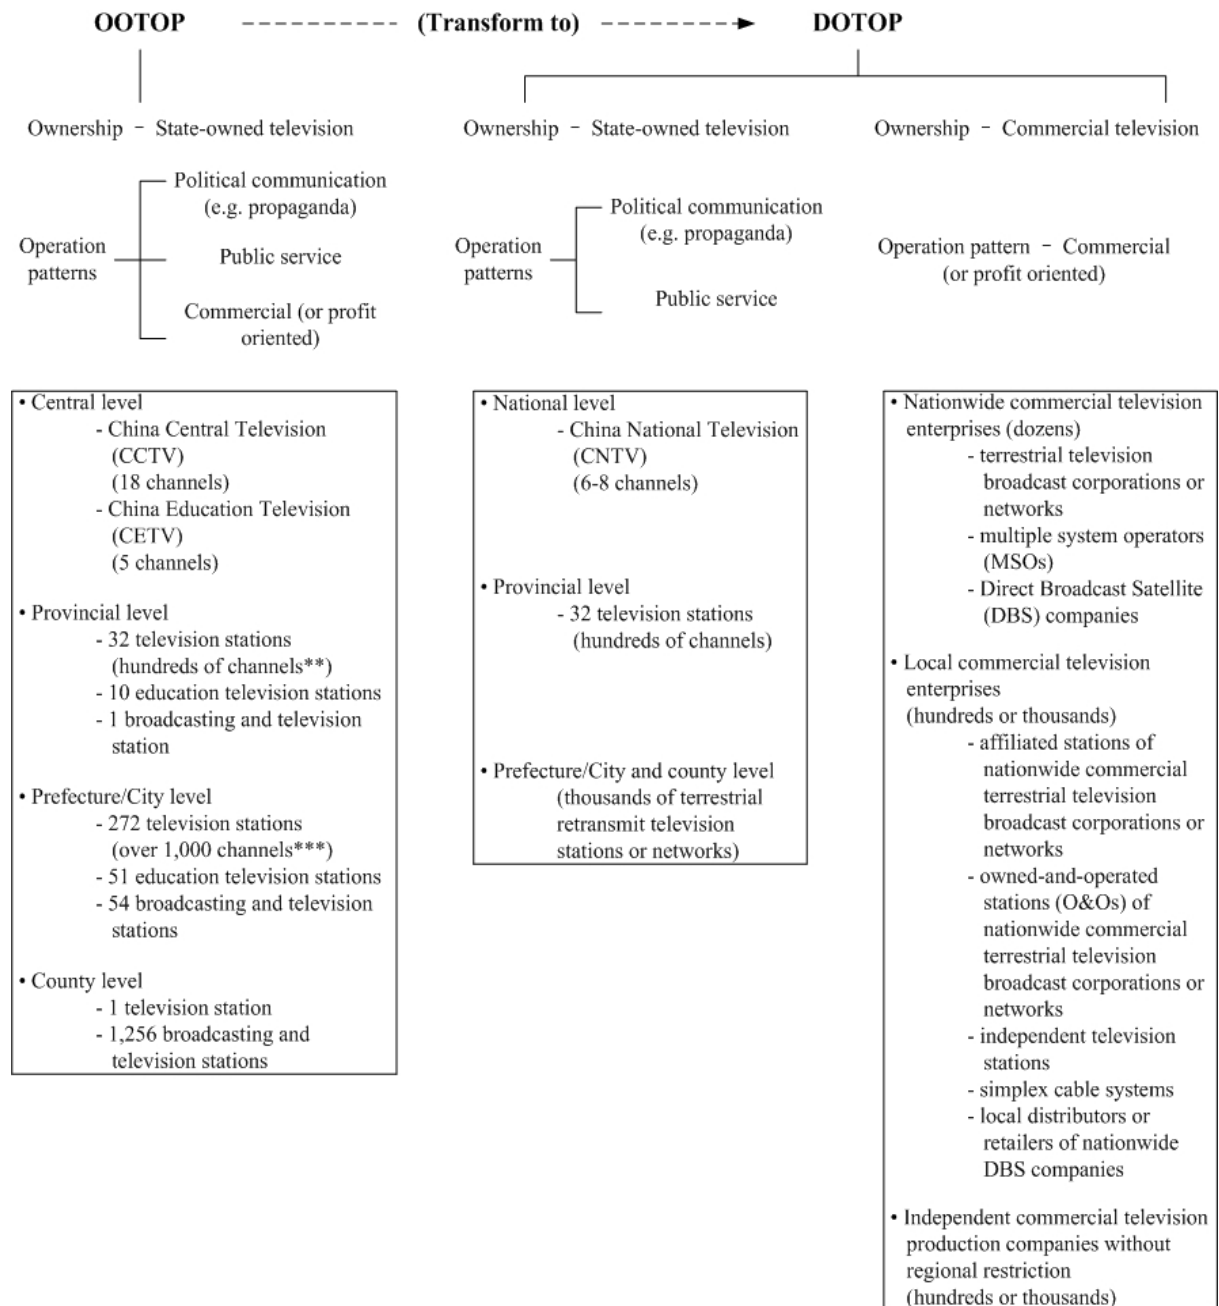 OOTOP (Transform to) DOTOP
Ownership – State-owned television
Operation
patterns
Political communication
(e.g. propaganda)
Public service
Commercial (or profit
oriented)
• Central level
- China Central Television
(CCTV)
(18 channels)
- China Education Television
(CETV)
(5 channels)
• Provincial level
- 32 television stations
(hundreds of channels**)
- 10 education television stations
- 1 broadcasting and television
station
• Prefecture/City level
- 272 television stations
(over 1,000 channels***)
- 51 education television stations
- 54 broadcasting and television
stations
• County level
- 1 television station
- 1,256 broadcasting and
television stations
Ownership – State-owned television
Operation
patterns
Political communication
(e.g. propaganda)
Public service
• National level
- China National Television
(CNTV)
(6-8 channels)
• Provincial level
- 32 television stations
(hundreds of channels)
• Prefecture/City and county level
(thousands of terrestrial
retransmit television
stations or networks)
Ownership – Commercial television
Operation pattern – Commercial
(or profit oriented)
• Nationwide commercial television
enterprises (dozens)
- terrestrial television
broadcast corporations or
networks
- multiple system operators
(MSOs)
- Direct Broadcast Satellite
(DBS) companies
• Local commercial television
enterprises
(hundreds or thousands)
- affiliated stations of
nationwide commercial
terrestrial television
broadcast corporations or
networks
- owned-and-operated
stations (O&Os) of
nationwide commercial
terrestrial television
broadcast corporations or
networks
- independent television
stations
- simplex cable systems
- local distributors or
retailers of nationwide
DBS companies
• Independent commercial television
production companies without
regional restriction
(hundreds or thousands)